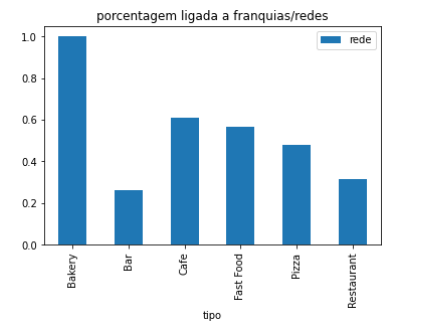 porcentagem ligada a franquias/redes
rede
1.0
0.8
0.6
0.4
0.2
0.0
Bakery
Bar
Cafe
Fast Food
Pizza
Restaurant
tipo